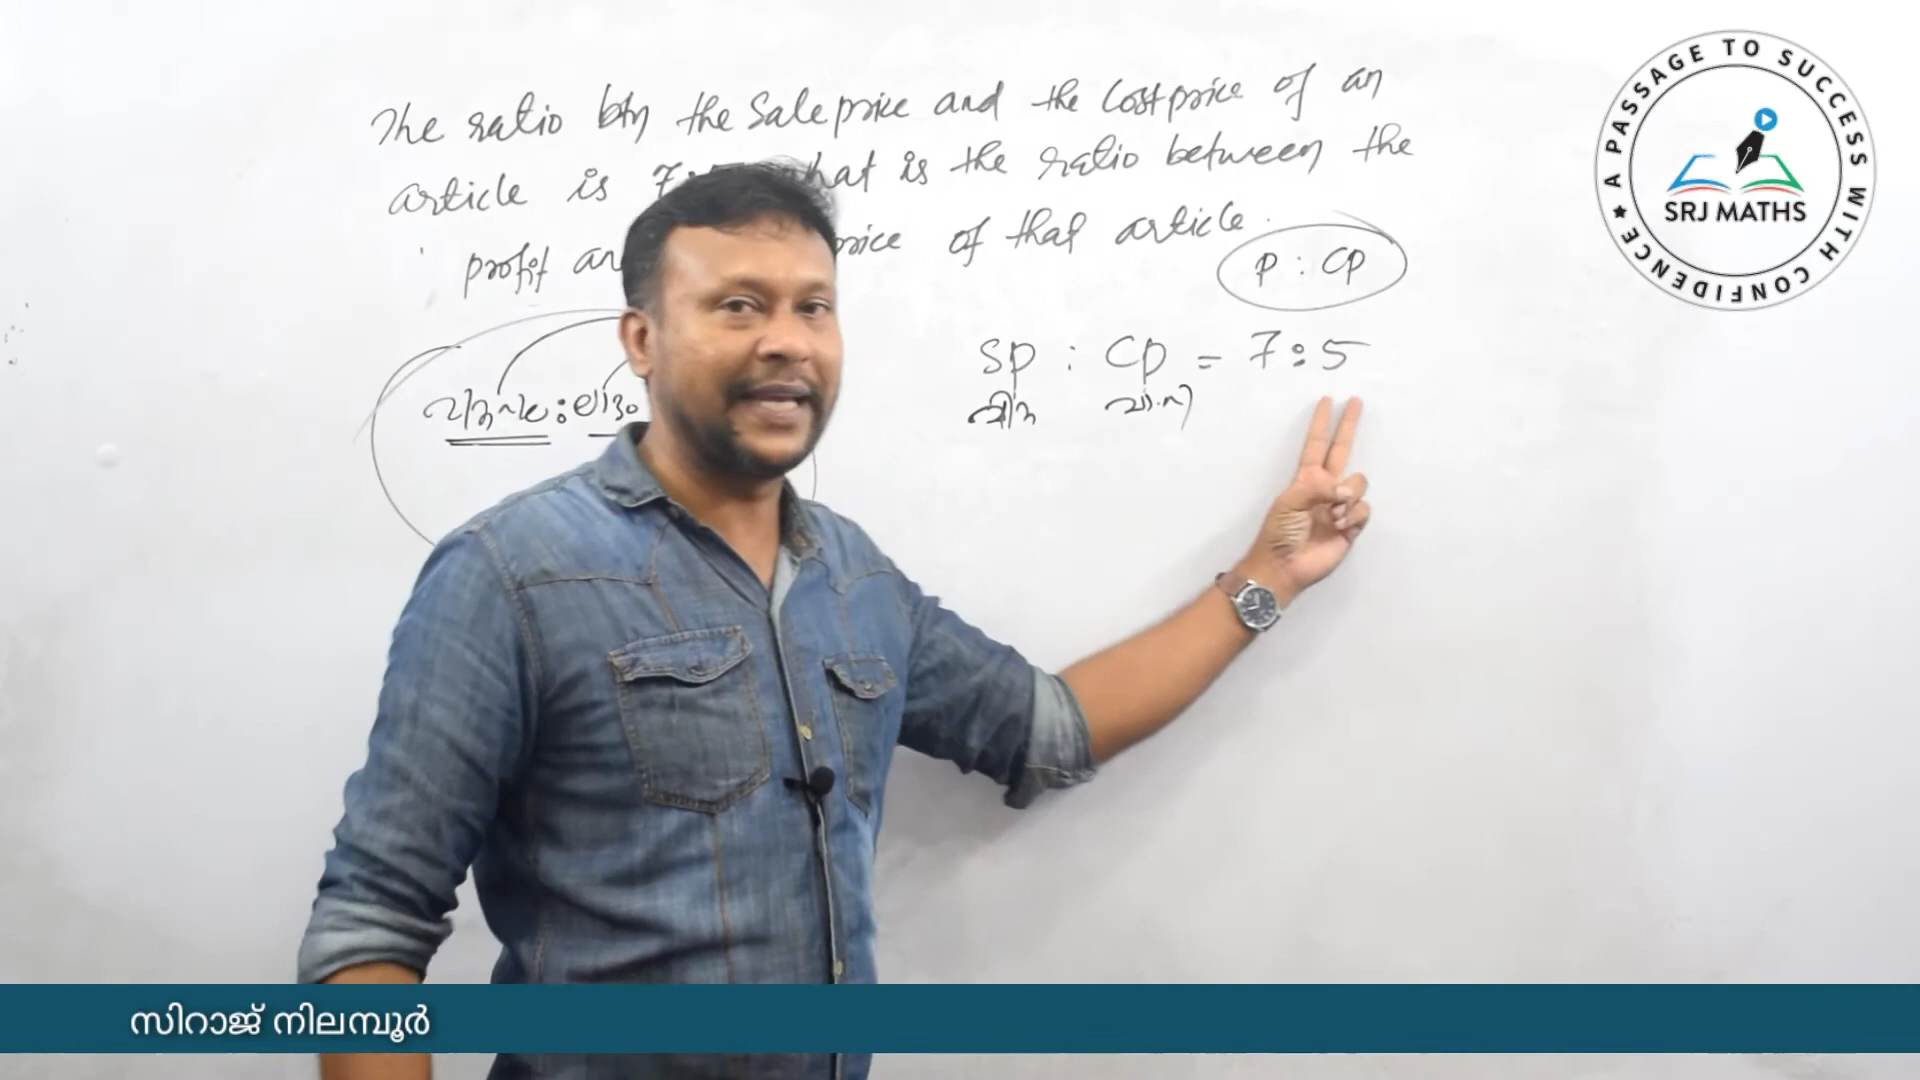 The ratio btn the Sale price and the Cost price of an
article is 7: what is the ratio between the
profit an price of that article.
P : CP
SP : CP = 7:5
A PASSAGE TO SUCCESS WITH CONFIDENCE
SRJ MATHS
സിറാജ് നിലമ്പൂർ